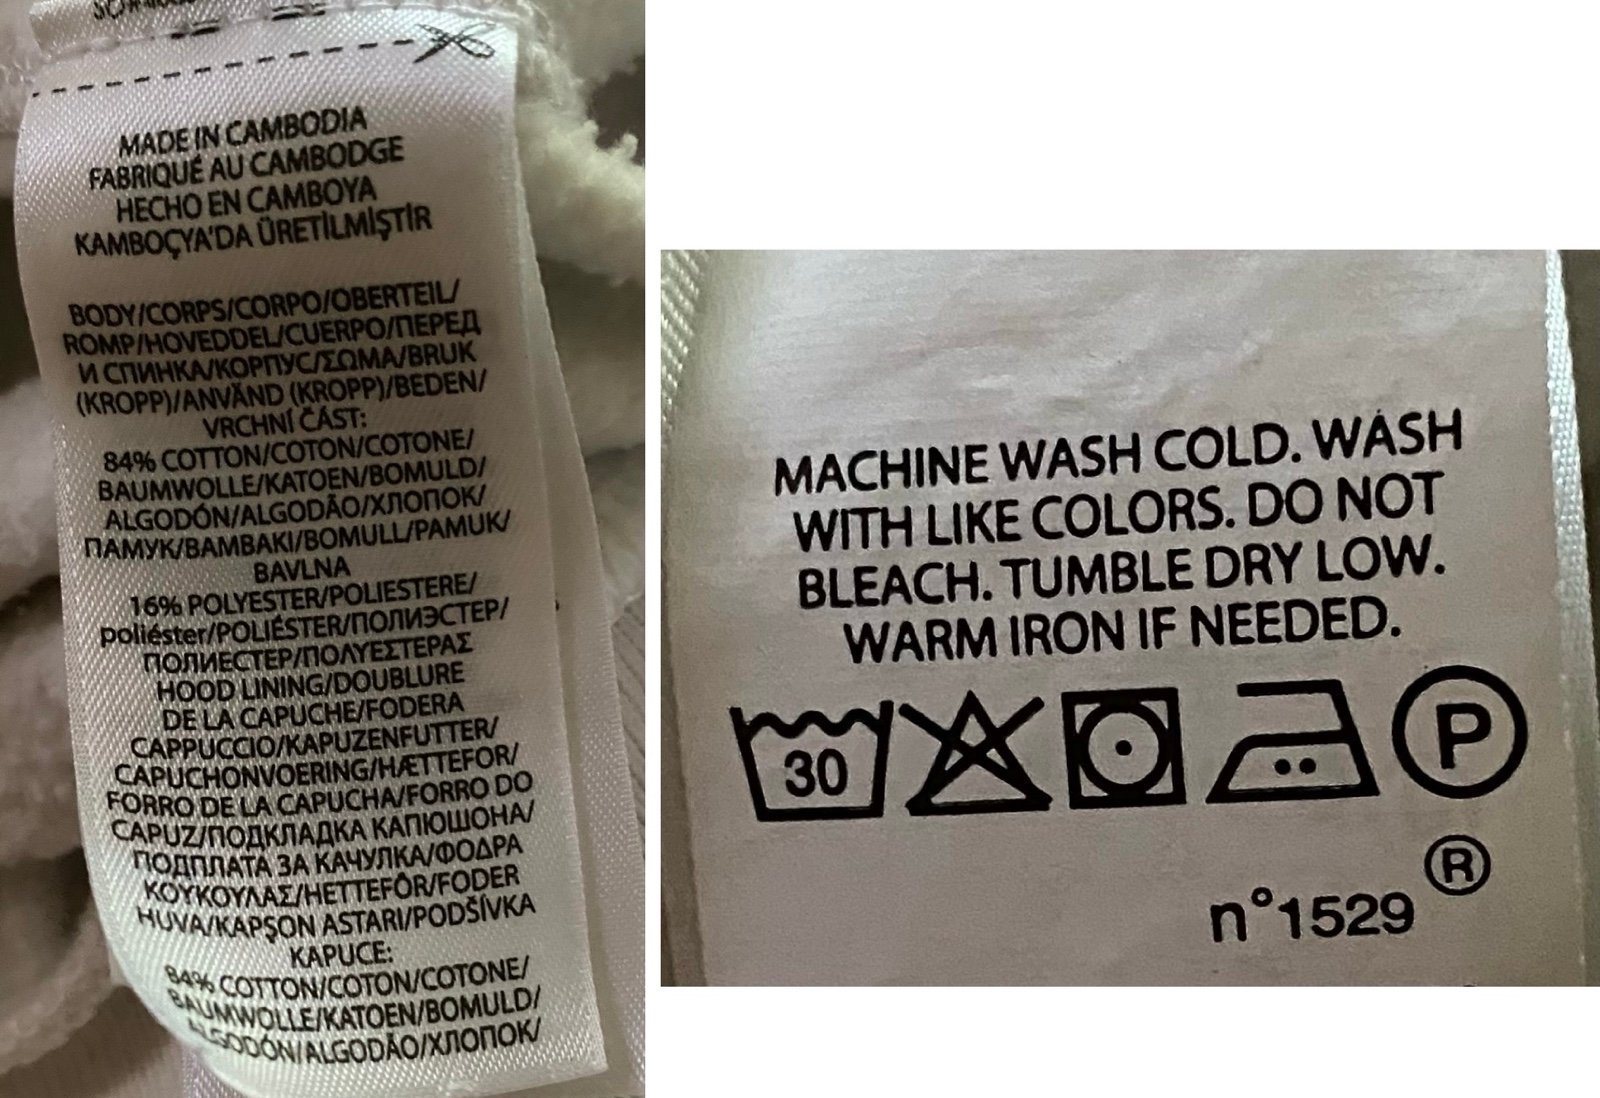 MADE IN CAMBODIA
FABRIQUÉ AU CAMBODGE
HECHO EN CAMBOYA
KAMBOÇYA'DA ÜRETİLMİŞTİR
BODY/CORPS/CORPO/OBERTEIL/
ROMP/HOVEDDEL/CUERPO/ПЕРЕД
И СПИНКА/КОРПУС/ΣΩΜΑ/BRUK
(KROPP)/ANVÄND (KROPP)/BEDEN/
VRCHNÍ ČÁST:
84% COTTON/COTON/COTONE/
BAUMWOLLE/KATOEN/BOMULD/
ALGODÓN/ALGODÃO/ХЛОПОК/
ПАМУК/ΒΑΜΒΑΚΙ/BOMULL/PAMUK/
BAVLNA
16% POLYESTER/POLIESTERE/
poliéster/POLIÉSTER/ПОЛИЭСТЕР/
ПОЛИЕСТЕР/ΠΟΛΥΕΣΤΕΡΑΣ
HOOD LINING/DOUBLURE
DE LA CAPUCHE/FODERA
CAPPUCCIO/KAPUZENFUTTER/
CAPUCHONVOERING/HÆTTEFOR/
FORRO DE LA CAPUCHA/FORRO DO
CAPUZ/ПОДКЛАДКА КАПЮШОНА/
ПОДПЛАТА ЗА КАЧУЛКА/ΦΟΔΡΑ
ΚΟΥΚΟΥΛΑΣ/HETTEFÔR/FODER
HUVA/KAPŞON ASTARI/PODŠÍVKA
KAPUCE:
84% COTTON/COTON/COTONE/
BAUMWOLLE/KATOEN/BOMULD/
ALGODÓN/ALGODÃO/ХЛОПОК/
MACHINE WASH COLD. WASH
WITH LIKE COLORS. DO NOT
BLEACH. TUMBLE DRY LOW.
WARM IRON IF NEEDED.
30 P
®
n°1529